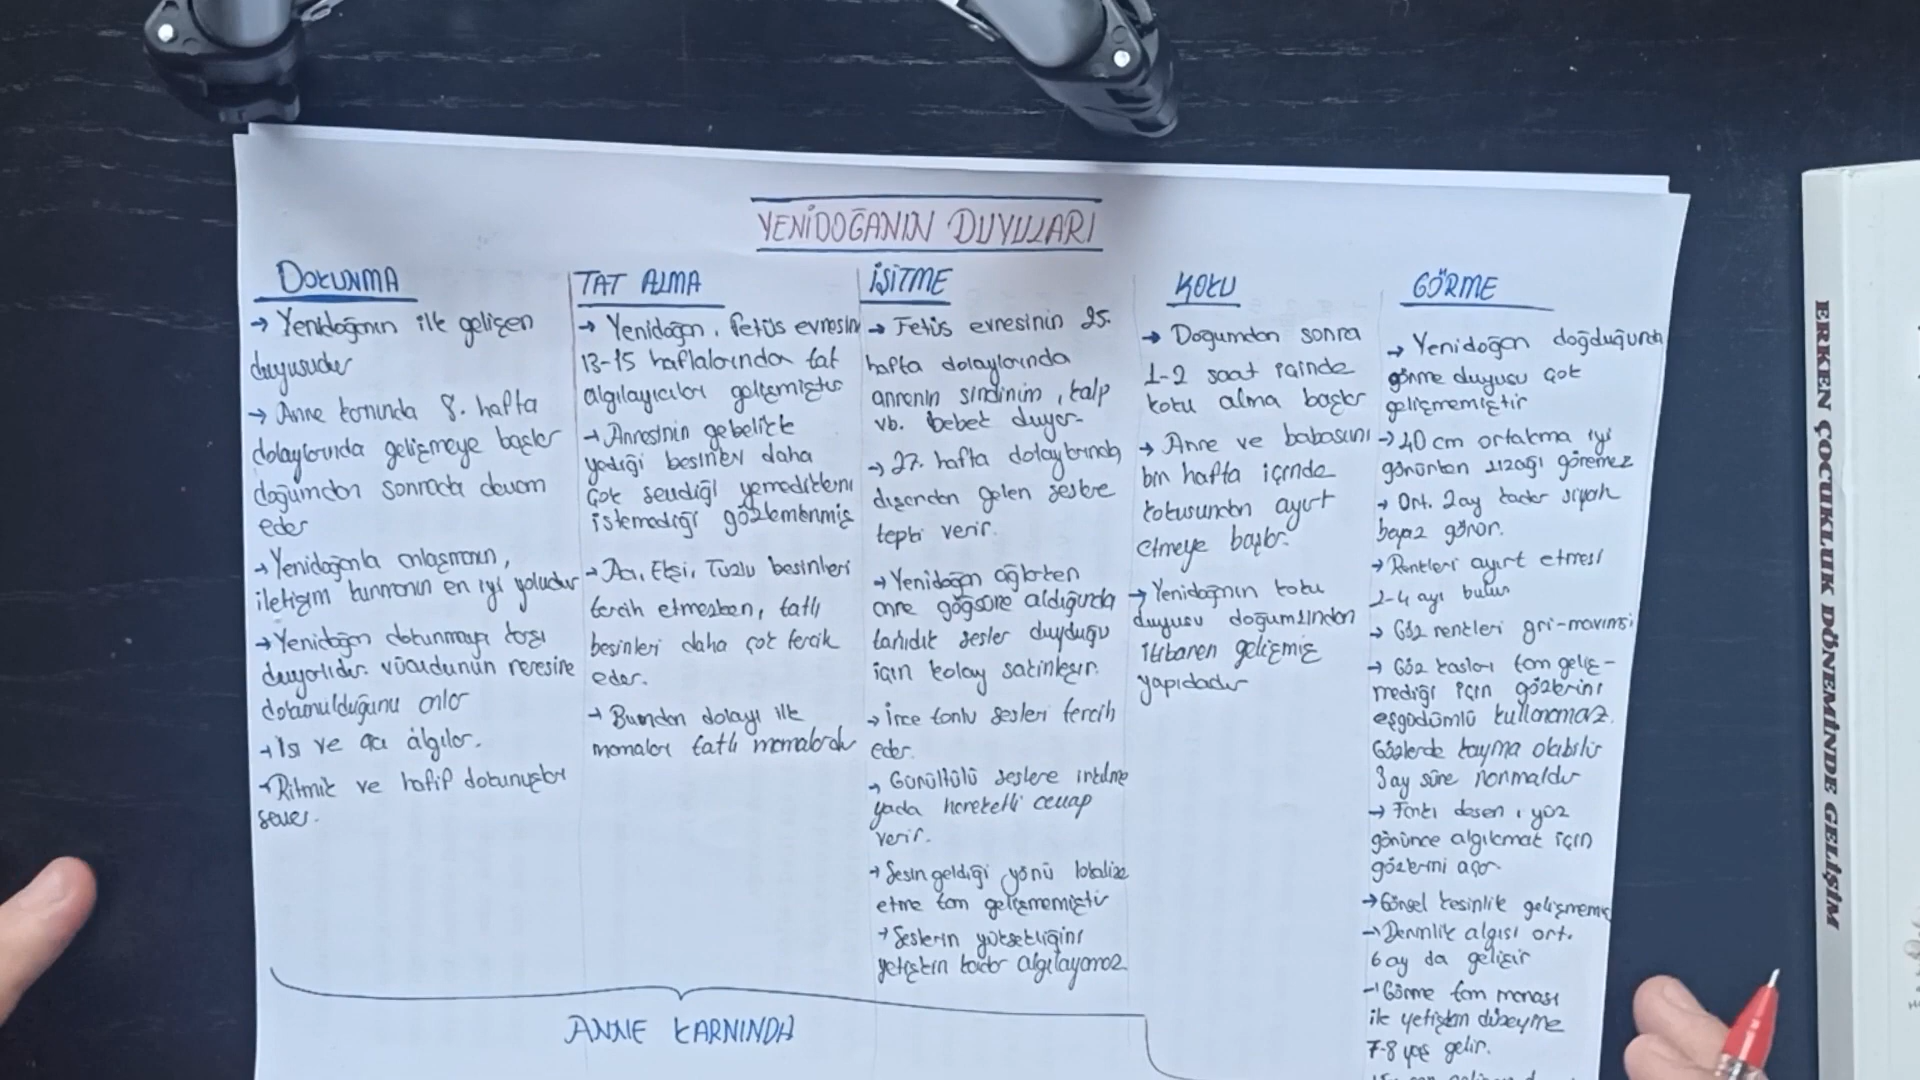 YENİDOĞANIN DUYULARI
DOKUNMA
→ Yenidoğanın ilk gelişen
duyusudur
→ Anne karnında 8. hafta
dolaylarında gelişmeye başlar
doğumdan sonrada devam
eder
→ Yenidoğanla anlaşmanın,
iletişim kurmanın en iyi yoludur
→ Yenidoğan dokunmaya karşı
duyarlıdır. vücudunun neresine
dokunulduğunu anlar
→ Isı ve acı algılar.
→ Ritmik ve hafif dokunuşları
sever.
TAT ALMA
→ Yenidoğan, fetüs evresin
13-15 haftalarında tat
algılayıcıları gelişmiştir
→ Annesinin gebelikte
yediği besinleri daha
çok sevdiği yemediklerini
istemediği gözlemlenmiş
→ Acı, Ekşi, Tuzlu besinleri
tercih etmezken, tatlı
besinleri daha çok tercih
eder.
→ Bundan dolayı ilk
mamaları tatlı mamalardır
İŞİTME
→ Fetüs evresinin 25.
hafta dolaylarında
annenin sindirim, kalp
vb. bebek duyar.
→ 27. hafta dolaylarında
dışarıdan gelen seslere
tepki verir.
→ Yenidoğan ağlarken
anne göğsüne aldığında
tanıdık sesler duyduğu
için kolay sakinleşir.
→ İnce tonlu sesleri tercih
eder.
→ Gürültülü seslere irkilme
yada hareketli cevap
verir.
→ Sesin geldiği yönü lokalize
etme tam gelişmemiştir
→ Seslerin yüksekliğini
yetişkin kadar algılayamaz
KOKU
→ Doğumdan sonra
1-2 saat içinde
koku alma başlar
→ Anne ve babasını
bir hafta içinde
kokusundan ayırt
etmeye başlar.
→ Yenidoğanın koku
duyusu doğumundan
itibaren gelişmiş
yapıdadır
GÖRME
→ Yenidoğan doğduğunda
görme duyusu çok
gelişmemiştir
→ 40 cm ortalama iyi
görürken uzağı göremez
→ Ort. 2 ay kadar siyah
beyaz görür.
→ Renkleri ayırt etmesi
2-4 ayı bulur
→ Göz renkleri gri-mavimsi
→ Göz kasları tam geliş-
mediği için gözlerini
eşgüdümlü kullanamaz.
Gözlerde kayma olabilir
3 ay süre normaldir
→ Farklı desen, yüz
görünce algılamak için
gözlerini açar
→ Görsel kesinlik gelişmemiş
→ Derinlik algısı ort.
6 ay da gelişir
→ Görme tam manası
ile yetişkin düzeyine
7-8 yaş gelir.
ANNE KARNINDA
ERKEN ÇOCUKLUK DÖNEMİNDE GELİŞİM